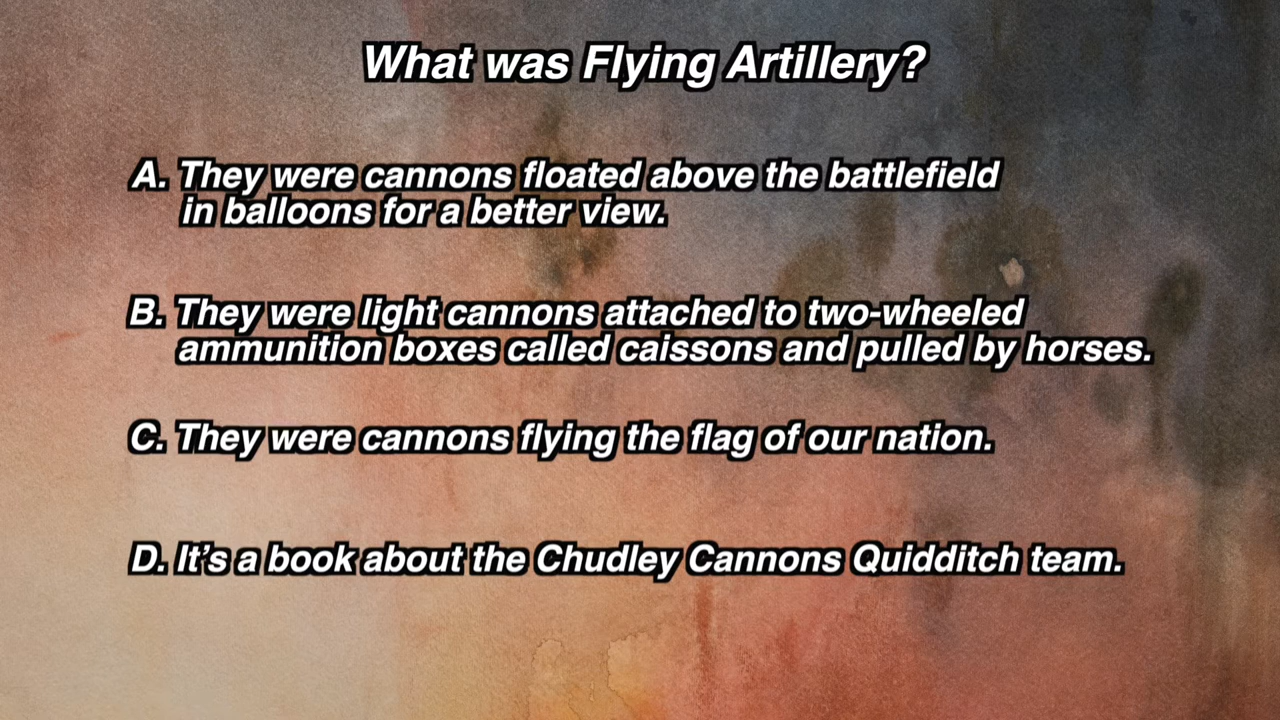 What was Flying Artillery?
A. They were cannons floated above the battlefield
in balloons for a better view.
B. They were light cannons attached to two-wheeled
ammunition boxes called caissons and pulled by horses.
C. They were cannons flying the flag of our nation.
D. It’s a book about the Chudley Cannons Quidditch team.